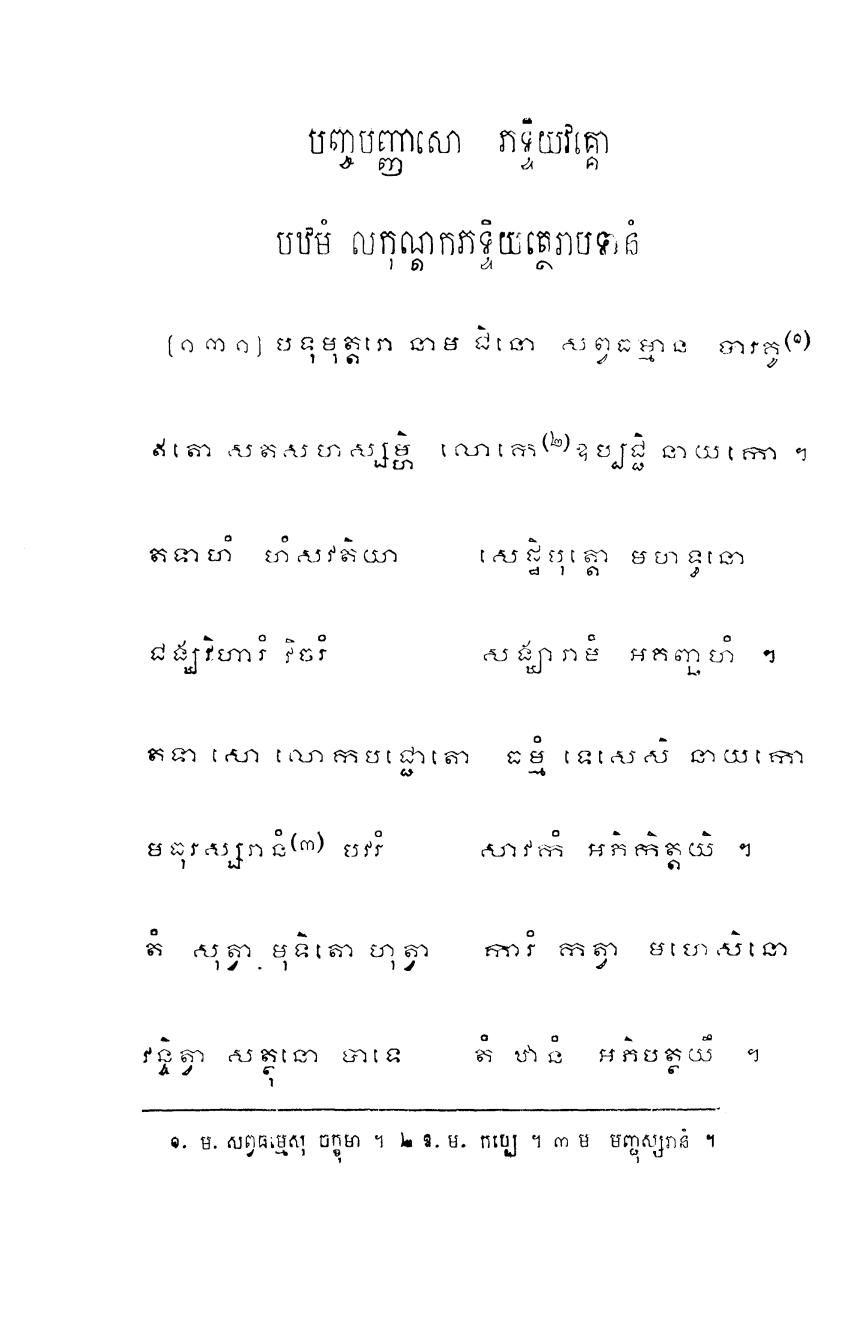 បញ្ចបញ្ញាសោ ភទ្ទិយវគ្គោ
បឋមំ លកុណ្ដកភទ្ទិយត្ថេរាបទានំ
[១៣១] បទុមុត្តរោ នាម ជិនោ សព្វធម្មាន បារគូ(១)
ឥតោ សតសហស្សម្ហិ លោកេ(២) ឧប្បជ្ជិ នាយកោ ។
តទាហំ ហំសវតិយា សេដ្ឋិបុត្តោ មហទ្ធនោ
ជង្ឃវិហារំ វិចរំ សង្ឃារាមំ អគញ្ឆហំ ។
តទា សោ លោកបជ្ជោតោ ធម្មំ ទេសេសិ នាយកោ
មធុរស្សរានំ(៣) បវរំ សាវកំ អភិកិត្តយិ ។
តំ សុត្វា មុទិតោ ហុត្វា ការំ កត្វា មហេសិនោ
វន្ទិត្វា សត្ថុនោ បាទេ តំ ឋានំ អភិបត្ថយឹ ។
១. ម. សព្វធម្មេសុ ចក្ខុមា ។ ២ ឱ. ម. កប្បេ ។ ៣ ម មញ្ជុស្សរានំ ។